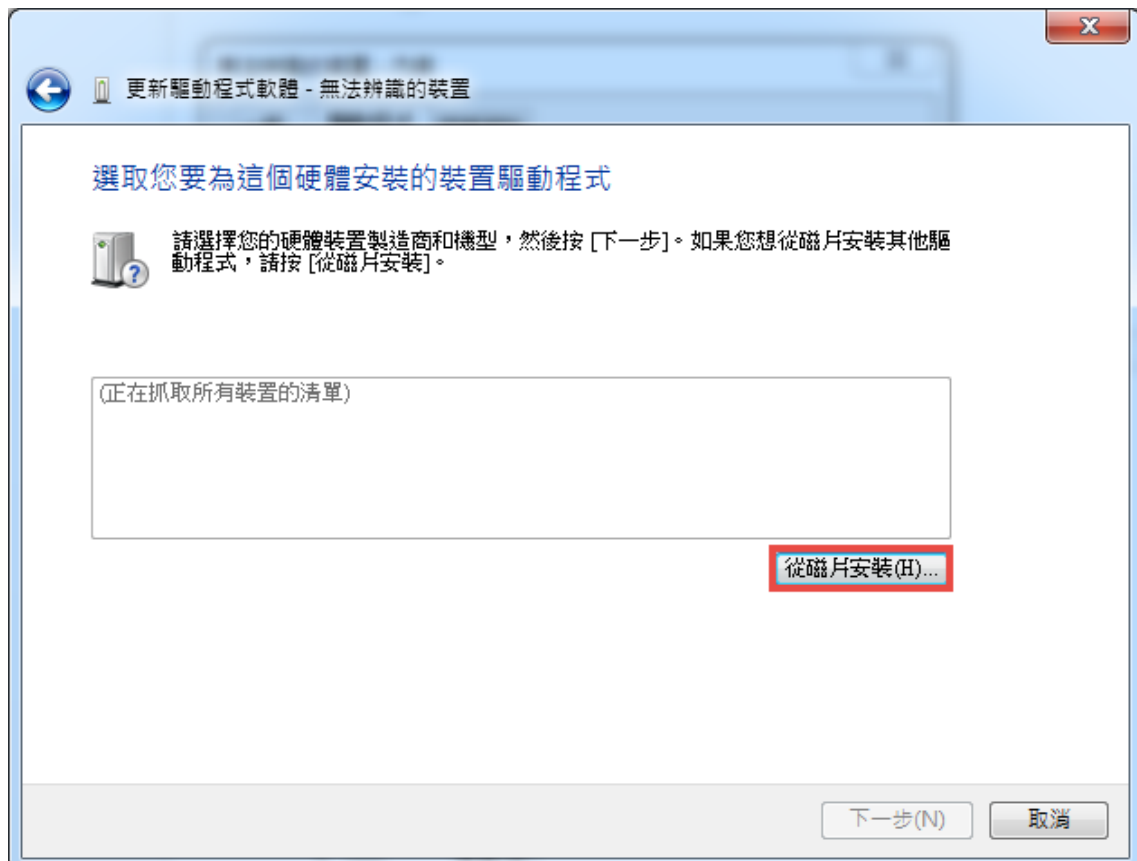 更新驅動程式軟體 - 無法辨識的裝置
選取您要為這個硬體安裝的裝置驅動程式
請選擇您的硬體裝置製造商和機型，然後按 [下一步]。如果您想從磁片安裝其他驅
動程式，請按 [從磁片安裝]。
(正在抓取所有裝置的清單)
從磁片安裝(H)...
下一步(N)
取消